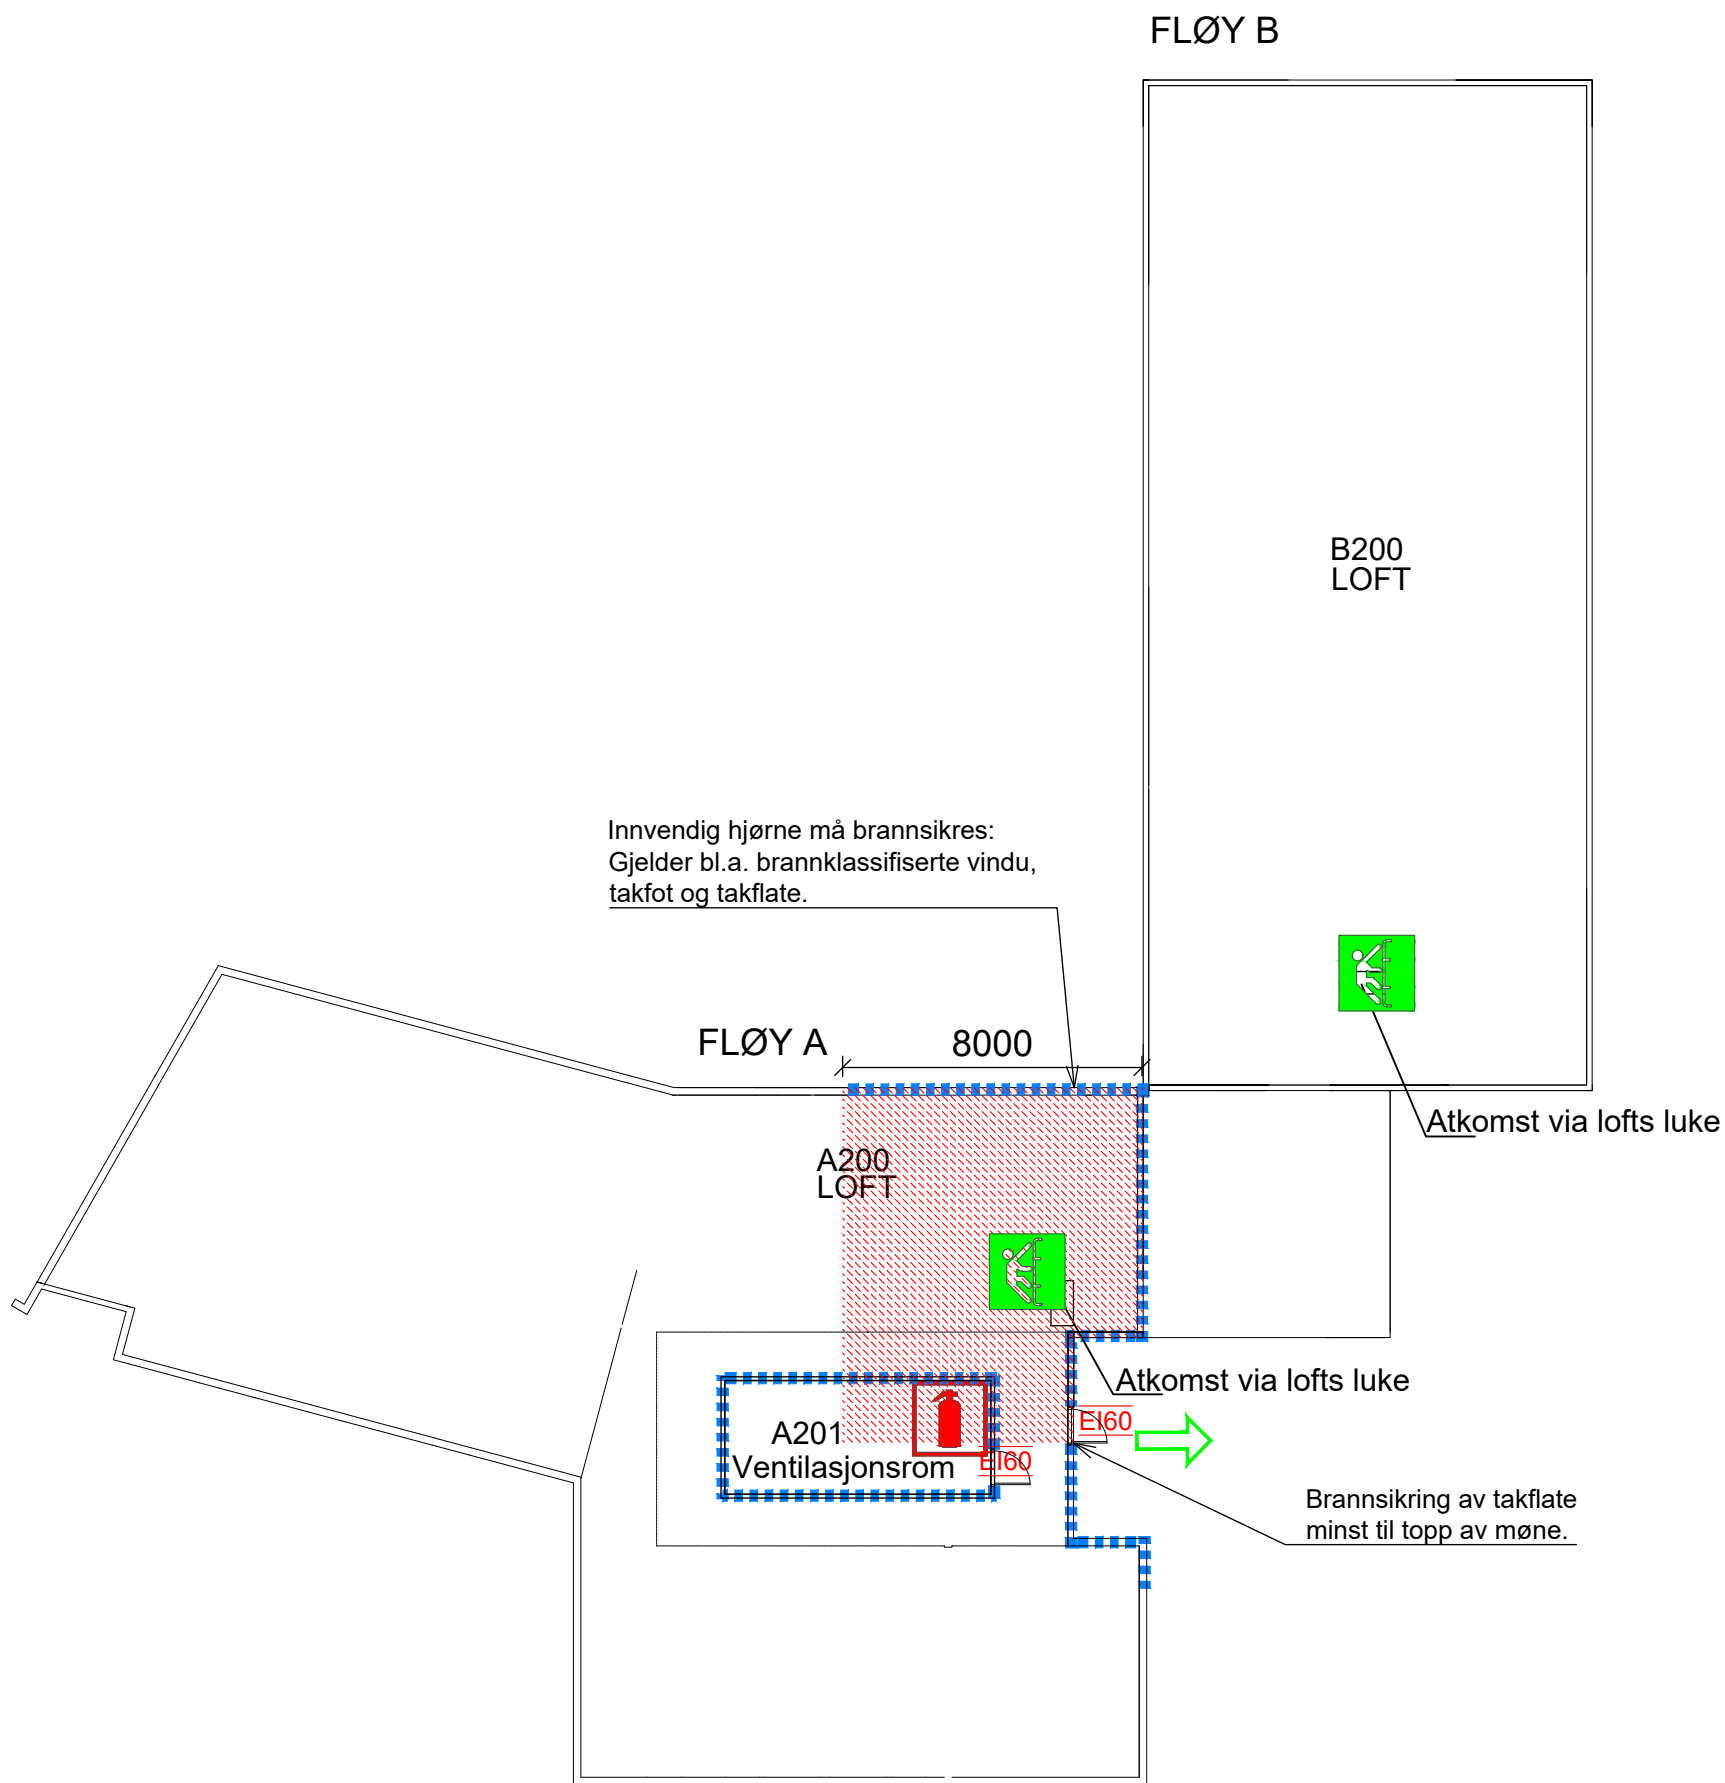 FLØY B
B200
LOFT
Innvendig hjørne må brannsikres:
Gjelder bl.a. brannklassifiserte vindu,
takfot og takflate.
FLØY A
8000
Atkomst via lofts luke
A200
LOFT
Atkomst via lofts luke
EI60
A201
Ventilasjonsrom
EI60
Brannsikring av takflate
minst til topp av møne.